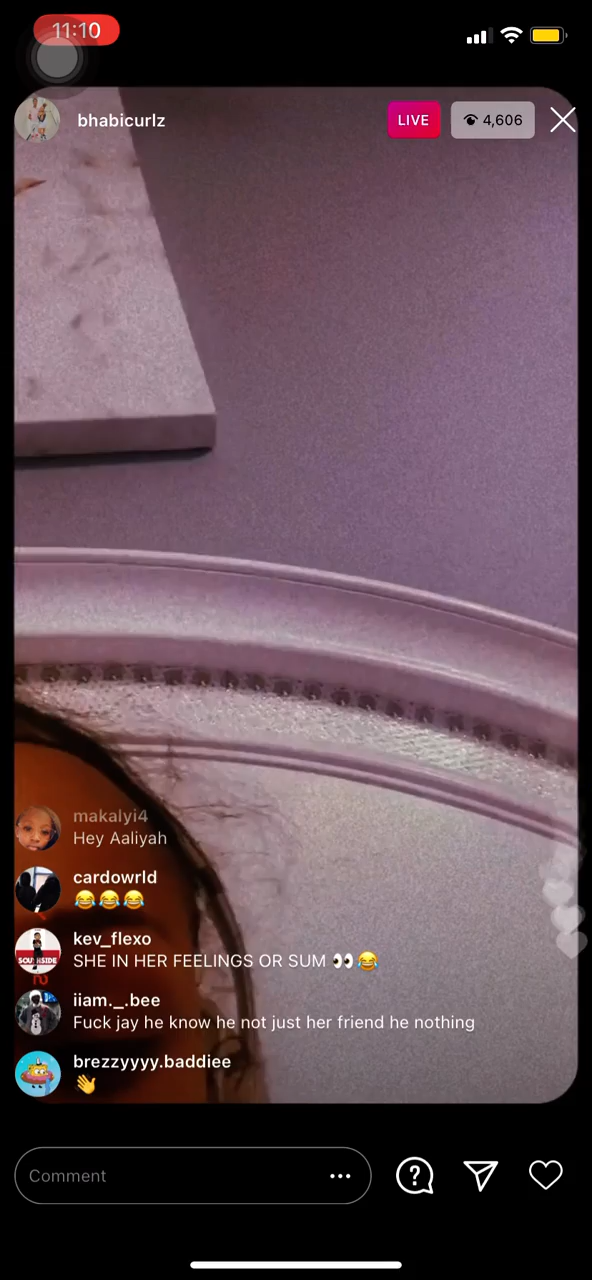 11:10
bhabicurlz
LIVE
4,606
makalyi4
Hey Aaliyah
cardowrld
😂😂😂
kev_flexo
SOUTHSIDE
SHE IN HER FEELINGS OR SUM 👀😂
iiam._.bee
Fuck jay he know he not just her friend he nothing
brezzyyyy.baddiee
👋
Comment